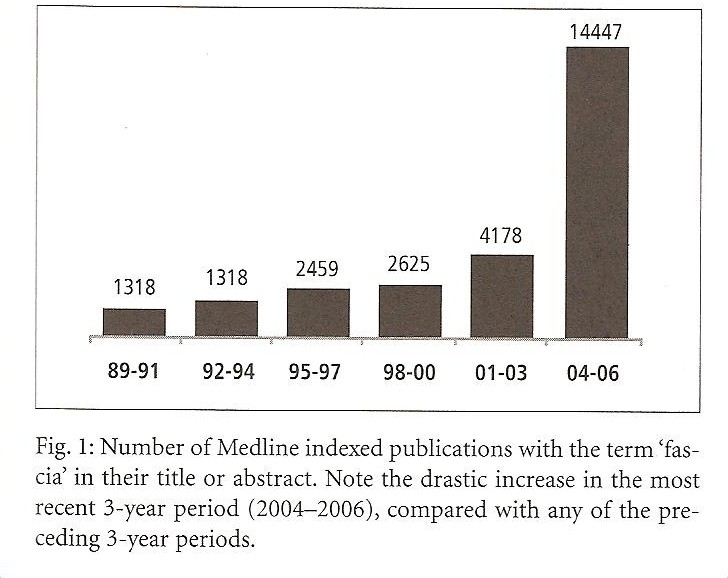 14447
4178
2625
2459
1318
1318
89-91 92-94 95-97 98-00 01-03 04-06
Fig. 1: Number of Medline indexed publications with the term ‘fas-
cia’ in their title or abstract. Note the drastic increase in the most
recent 3-year period (2004–2006), compared with any of the pre-
ceding 3-year periods.